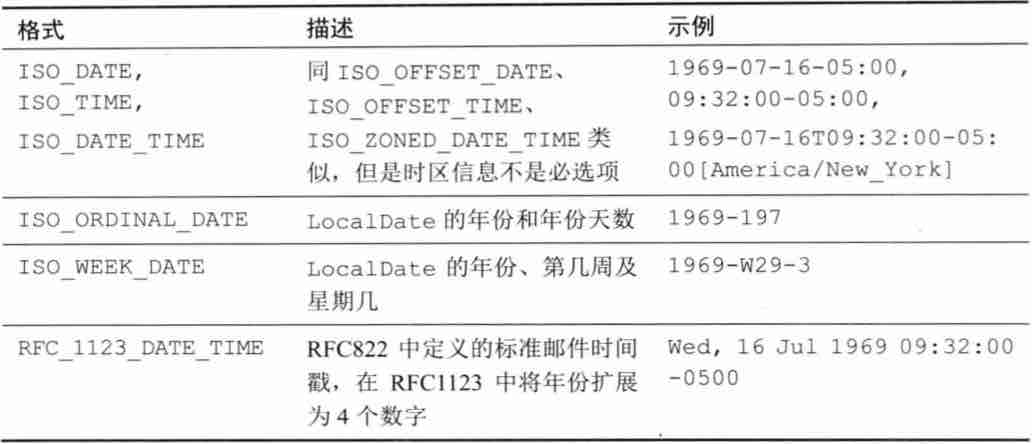 格式 描述 示例
ISO_DATE, 同 ISO_OFFSET_DATE、 1969-07-16-05:00,
ISO_TIME, ISO_OFFSET_TIME、 09:32:00-05:00,
ISO_DATE_TIME ISO_ZONED_DATE_TIME 类 1969-07-16T09:32:00-05:
似，但是时区信息不是必选项 00[America/New_York]
ISO_ORDINAL_DATE LocalDate 的年份和年份天数 1969-197
ISO_WEEK_DATE LocalDate 的年份、第几周及 1969-W29-3
星期几
RFC_1123_DATE_TIME RFC822 中定义的标准邮件时间 Wed, 16 Jul 1969 09:32:00
戳，在 RFC1123 中将年份扩展 -0500
为 4 个数字